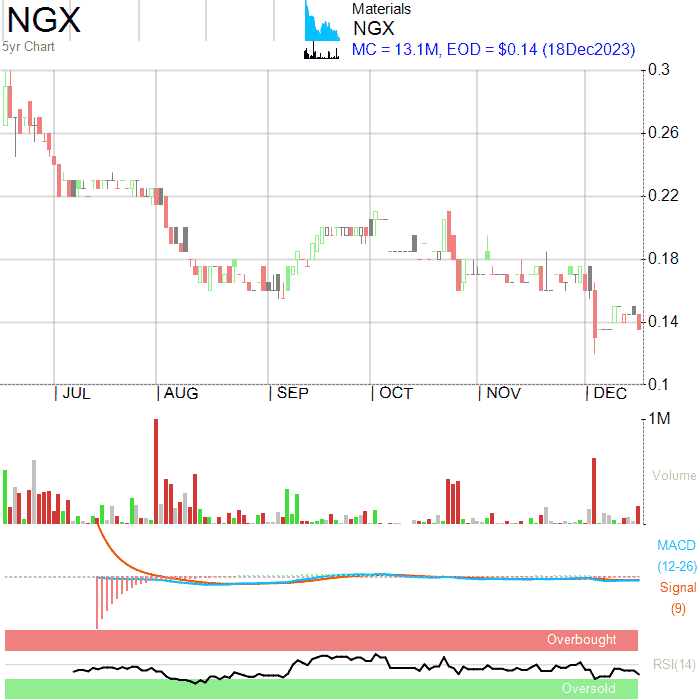 NGX
5yr Chart
Materials
NGX
MC = 13.1M, EOD = $0.14 (18Dec2023)
0.3
0.26
0.22
0.18
0.14
0.1
JUL AUG SEP OCT NOV DEC
1M
Volume
MACD
(12-26)
Signal
(9)
Overbought
RSI(14)
Oversold